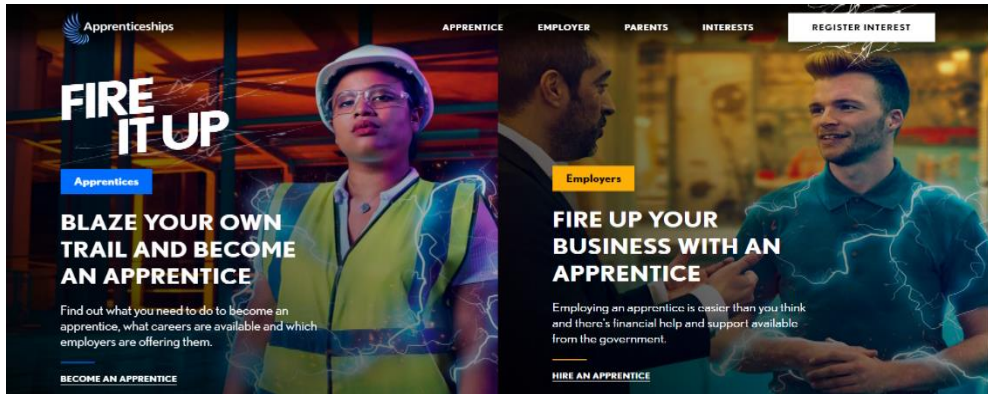 Apprenticeships
APPRENTICE EMPLOYER PARENTS INTERESTS REGISTER INTEREST
FIRE
IT UP
Apprentices
BLAZE YOUR OWN
TRAIL AND BECOME
AN APPRENTICE
Find out what you need to do to become an
apprentice, what careers are available and which
employers are offering them.
BECOME AN APPRENTICE
Employers
FIRE UP YOUR
BUSINESS WITH AN
APPRENTICE
Employing an apprentice is easier than you think
and there's financial help and support available
from the government.
HIRE AN APPRENTICE